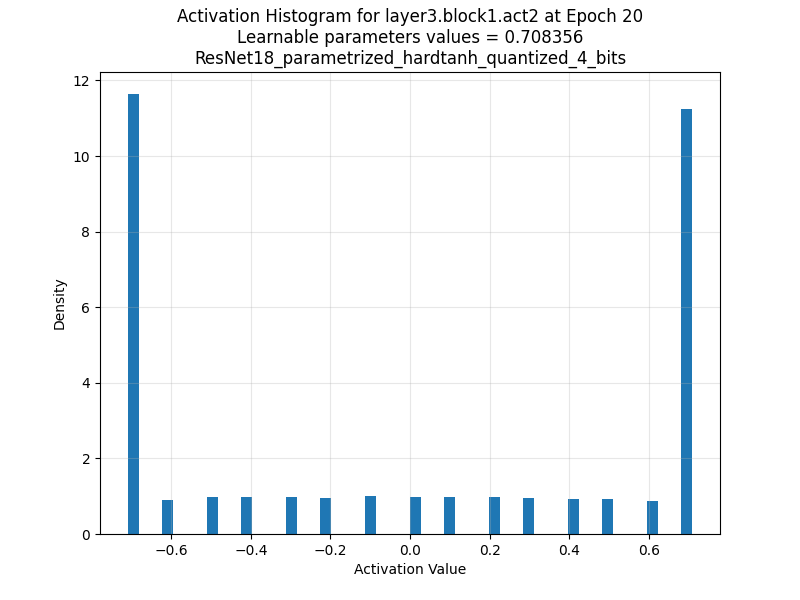 Activation Histogram for layer3.block1.act2 at Epoch 20
Learnable parameters values = 0.708356
ResNet18_parametrized_hardtanh_quantized_4_bits
12
10
8
6
4
2
0
Density
−0.6 −0.4 −0.2 0.0 0.2 0.4 0.6
Activation Value